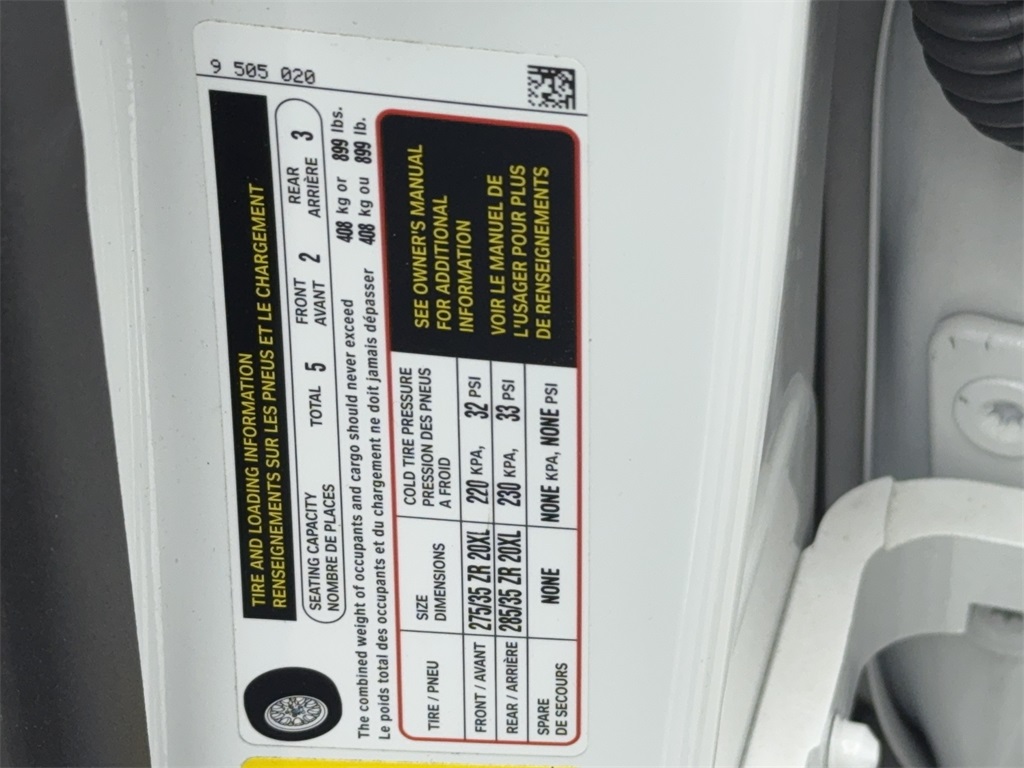 9 505 020
TIRE AND LOADING INFORMATION
RENSEIGNEMENTS SUR LES PNEUS ET LE CHARGEMENT
SEATING CAPACITY
NOMBRE DE PLACES
TOTAL 5
FRONT
AVANT 2
REAR
ARRIÈRE 3
The combined weight of occupants and cargo should never exceed 408 kg or 899 lbs.
Le poids total des occupants et du chargement ne doit jamais dépasser 408 kg ou 899 lb.
TIRE / PNEU
SIZE
DIMENSIONS
COLD TIRE PRESSURE
PRESSION DES PNEUS
A FROID
FRONT / AVANT 275/35 ZR 20XL 220 KPA, 32 PSI
REAR / ARRIÈRE 285/35 ZR 20XL 230 KPA, 33 PSI
SPARE
DE SECOURS
NONE NONE KPA, NONE PSI
SEE OWNER'S MANUAL
FOR ADDITIONAL
INFORMATION
VOIR LE MANUEL DE
L'USAGER POUR PLUS
DE RENSEIGNEMENTS